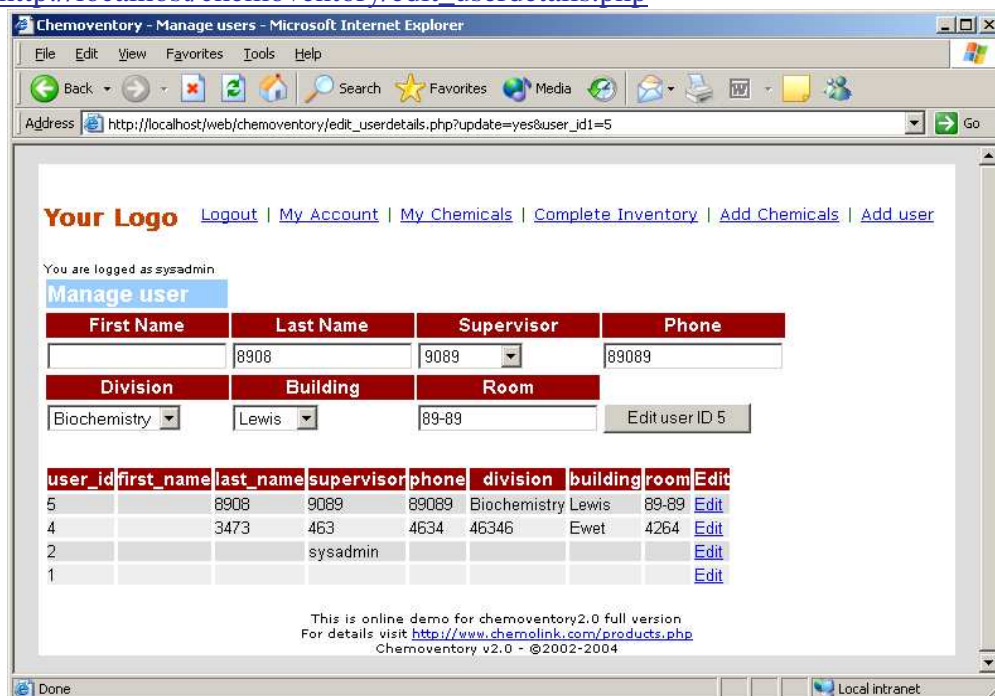 http://localhost/chemoventory/edit_userdetails.php
Chemoventory - Manage users - Microsoft Internet Explorer
File Edit View Favorites Tools Help
Back Search Favorites Media
Address http://localhost/web/chemoventory/edit_userdetails.php?update=yes&user_id1=5 Go
Your Logo Logout | My Account | My Chemicals | Complete Inventory | Add Chemicals | Add user
You are logged as sysadmin
Manage user
First Name Last Name Supervisor Phone
8908 9089 89089
Division Building Room
Biochemistry Lewis 89-89 Edit user ID 5
user_id first_name last_name supervisor phone division building room Edit
5 8908 9089 89089 Biochemistry Lewis 89-89 Edit
4 3473 463 4634 46346 Ewet 4264 Edit
2 sysadmin Edit
1 Edit
This is online demo for chemoventory2.0 full version
For details visit http://www.chemolink.com/products.php
Chemoventory v2.0 - ©2002-2004
Done Local intranet